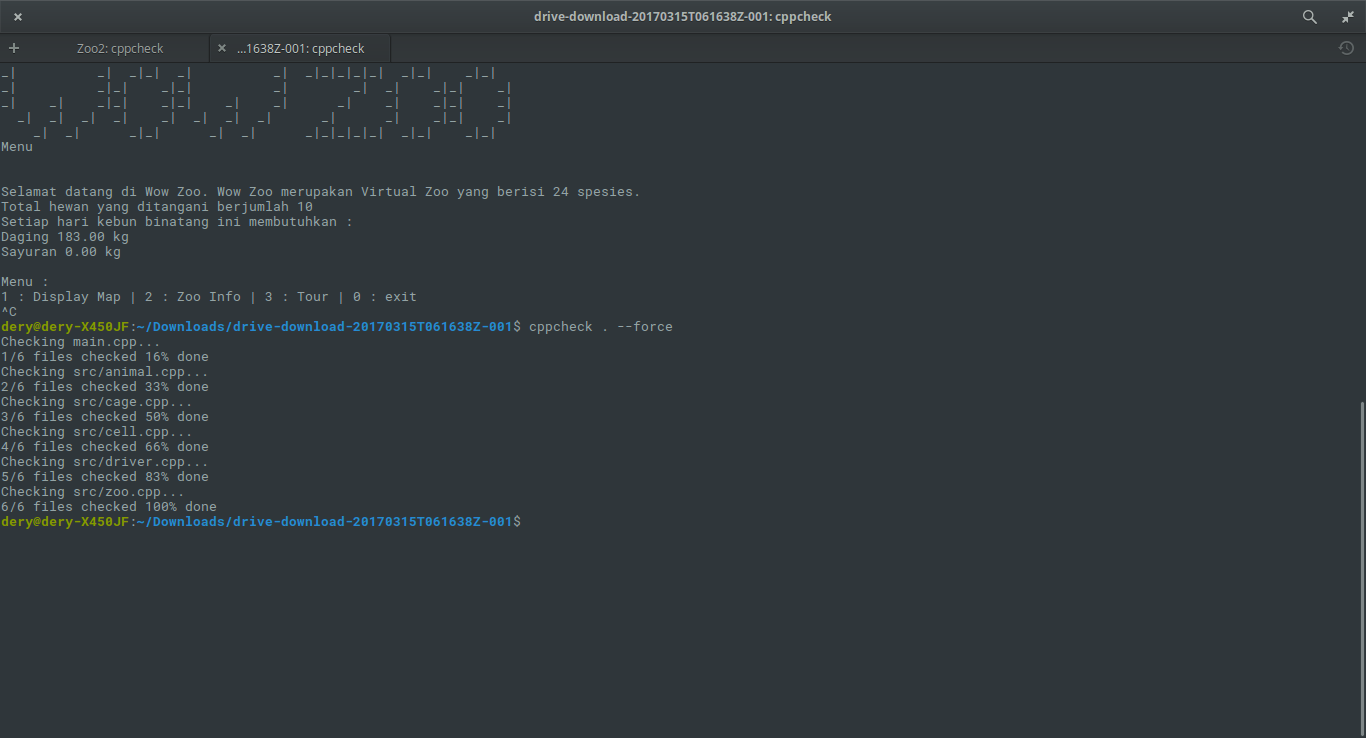 drive-download-20170315T061638Z-001: cppcheck
Zoo2: cppcheck
...1638Z-001: cppcheck
_|          _|  _|_|  _|          _|  _|_|_|_|_|  _|_|    _|_|
_|          _|_|    _|_|          _|        _|  _|    _|_|    _|
_|    _|    _|_|    _|_|    _|    _|      _|    _|    _|_|    _|
  _|  _|  _|  _|    _|  _|  _|  _|      _|      _|    _|_|    _|
    _|  _|      _|_|      _|  _|      _|_|_|_|_|  _|_|    _|_|
Menu
Selamat datang di Wow Zoo. Wow Zoo merupakan Virtual Zoo yang berisi 24 spesies.
Total hewan yang ditangani berjumlah 10
Setiap hari kebun binatang ini membutuhkan :
Daging 183.00 kg
Sayuran 0.00 kg
Menu :
1 : Display Map | 2 : Zoo Info | 3 : Tour | 0 : exit
^C
dery@dery-X450JF:~/Downloads/drive-download-20170315T061638Z-001$ cppcheck . --force
Checking main.cpp...
1/6 files checked 16% done
Checking src/animal.cpp...
2/6 files checked 33% done
Checking src/cage.cpp...
3/6 files checked 50% done
Checking src/cell.cpp...
4/6 files checked 66% done
Checking src/driver.cpp...
5/6 files checked 83% done
Checking src/zoo.cpp...
6/6 files checked 100% done
dery@dery-X450JF:~/Downloads/drive-download-20170315T061638Z-001$